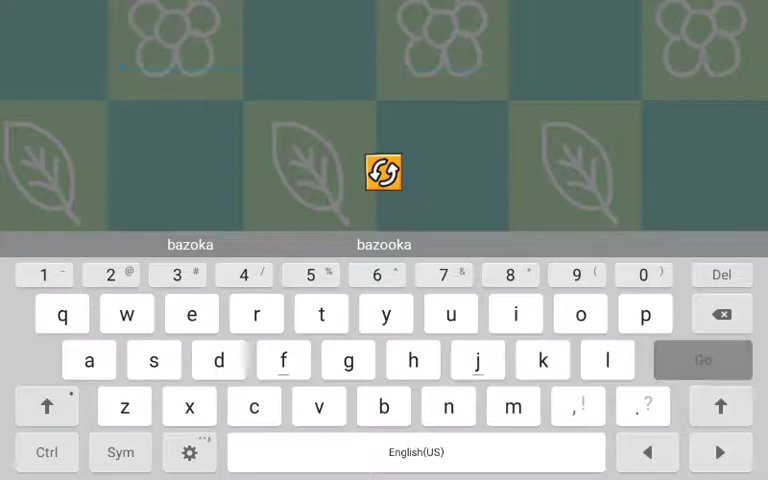 bazoka bazooka
1 - 2 @ 3 # 4 / 5 % 6 ^ 7 & 8 * 9 ( 0 ) Del
q w e r t y u i o p
a s d f g h j k l Go
z x c v b n m , ! . ?
Ctrl Sym English(US)